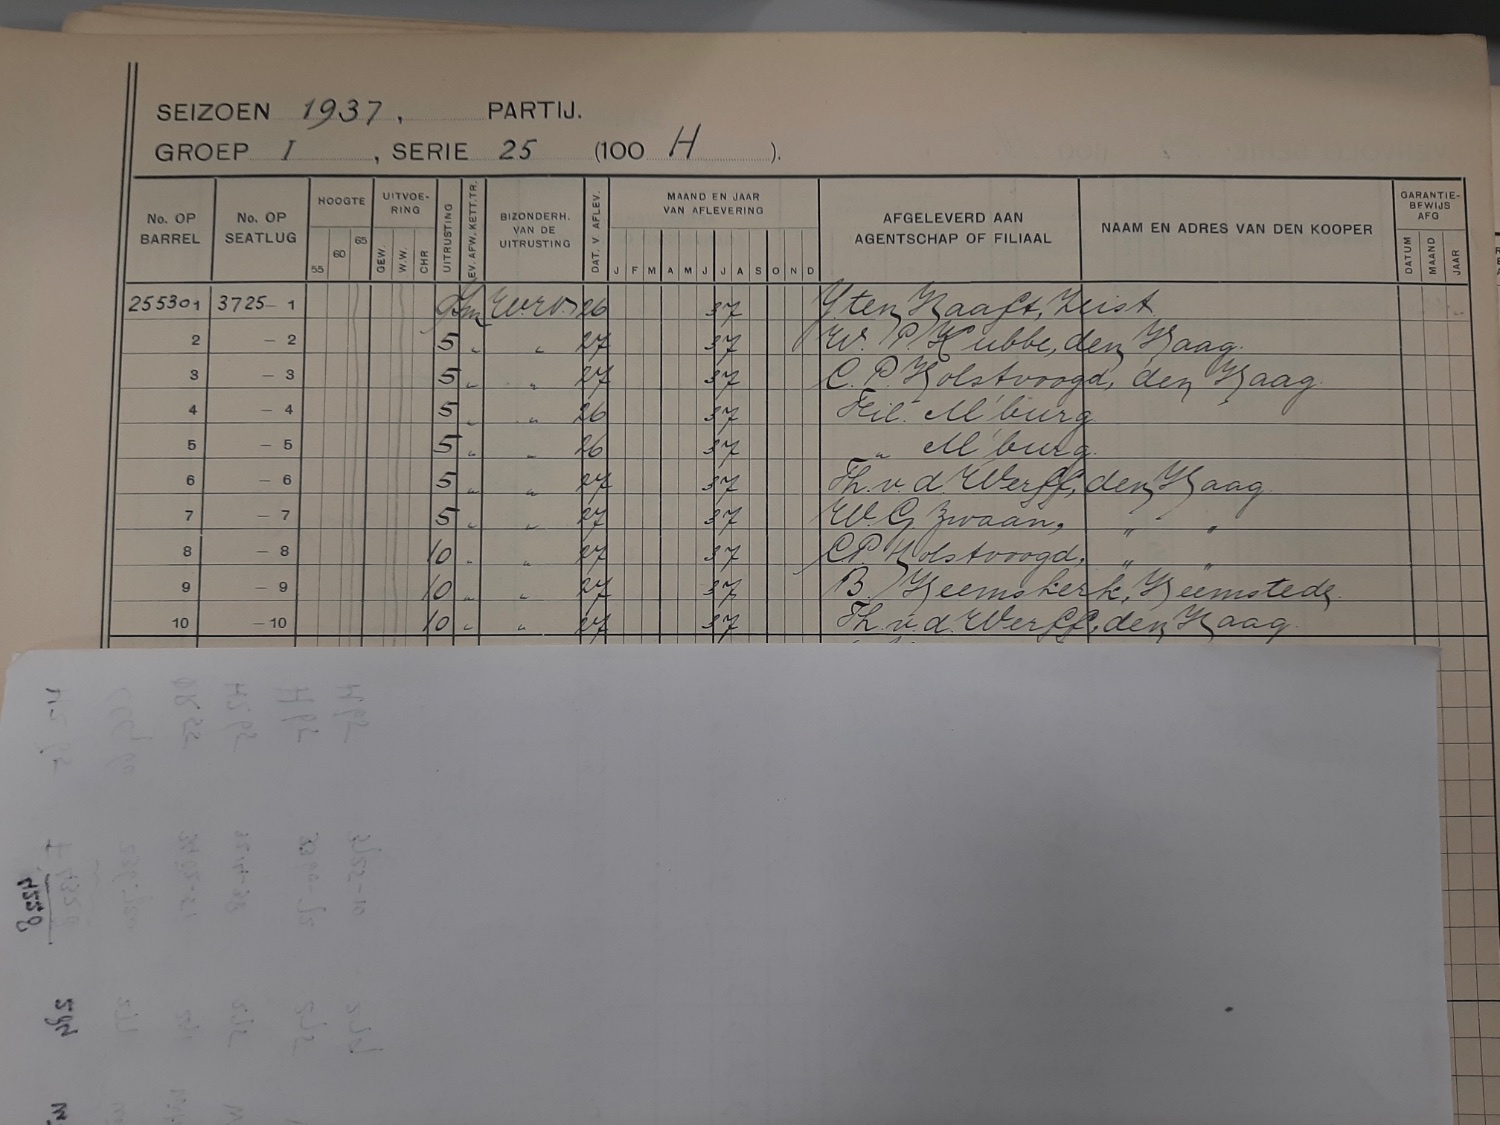 SEIZOEN 1937, PARTIJ.
GROEP I, SERIE 25 (100 H ).
No. OP BARREL No. OP SEATLUG HOOGTE 55 60 65 UITVOE-RING GEW. W.W. CHR UITRUSTING EV. AFW. KETT. TR. BIZONDERH. VAN DE UITRUSTING DAT. V. AFLEV. MAAND EN JAAR VAN AFLEVERING J F M A M J J A S O N D AFGELEVERD AAN AGENTSCHAP OF FILIAAL NAAM EN ADRES VAN DEN KOOPER GARANTIE-BEWIJS AFG DATUM MAAND JAAR
255301 3725-1 26 37 Y. ten Haaft, Zeist
2 -2 5 " " 27 37 W. P. Hubbe, den Haag.
3 -3 5 " " 27 37 C. P. Holstvoogd, den Haag.
4 -4 5 " " 26 37 Fil. M'burg
5 -5 5 " " 26 37 " M'burg.
6 -6 5 " " 27 37 Th. v. d. Werff, den Haag.
7 -7 5 " " 27 37 W. G. Zwaan, " "
8 -8 10 " " 27 37 C. P. Holstvoogd, " "
9 -9 10 " " 27 37 B. Heemskerk, Heemstede.
10 -10 10 " " 27 37 Th. v. d. Werff, den Haag.